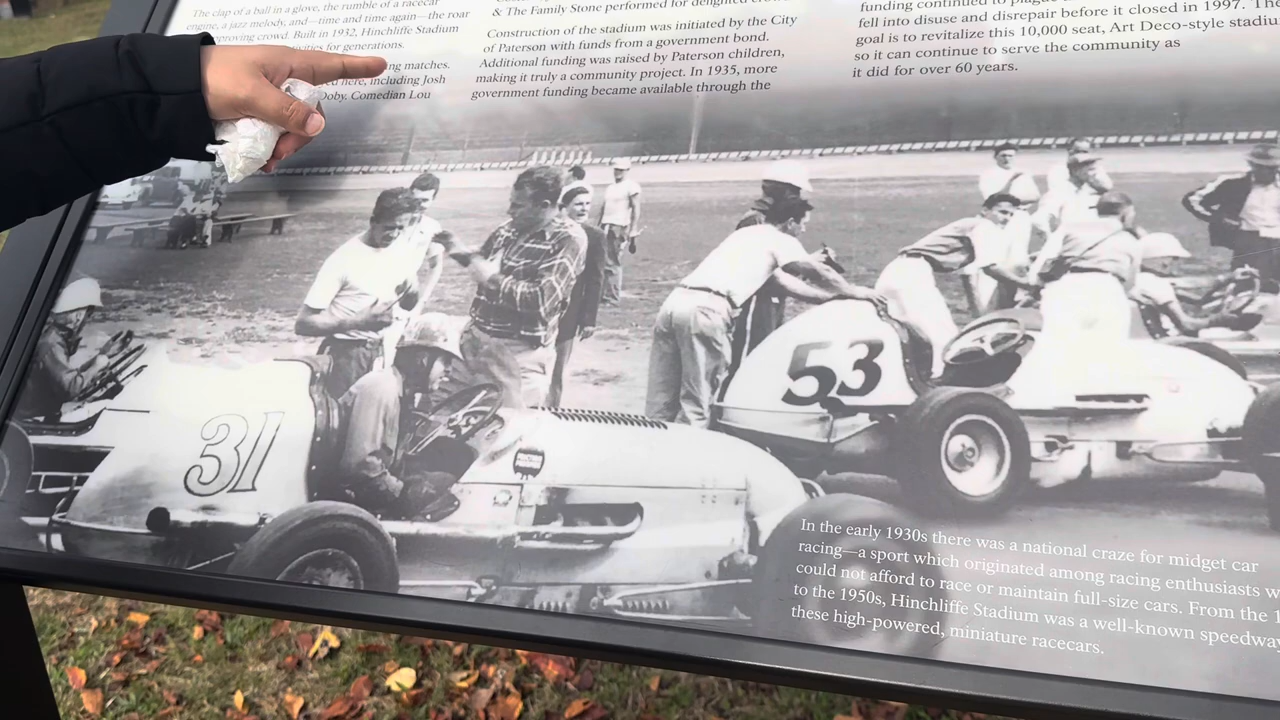 The clap of a ball in a glove, the rumble of a racecar
engine, a jazz melody, and—time and time again—the roar
proving crowd. Built in 1932, Hinchliffe Stadium
for generations.
ng matches.
here, including Josh
Doby. Comedian Lou
& The Family Stone performed for delighted
Construction of the stadium was initiated by the City
of Paterson with funds from a government bond.
Additional funding was raised by Paterson children,
making it truly a community project. In 1935, more
government funding became available through the
funding continued to plague
fell into disuse and disrepair before it closed in 1997. The
goal is to revitalize this 10,000 seat, Art Deco-style stadiu
so it can continue to serve the community as
it did for over 60 years.
31
53
In the early 1930s there was a national craze for midget car
racing—a sport which originated among racing enthusiasts w
could not afford to race or maintain full-size cars. From the 1
to the 1950s, Hinchliffe Stadium was a well-known speedway
these high-powered, miniature racecars.